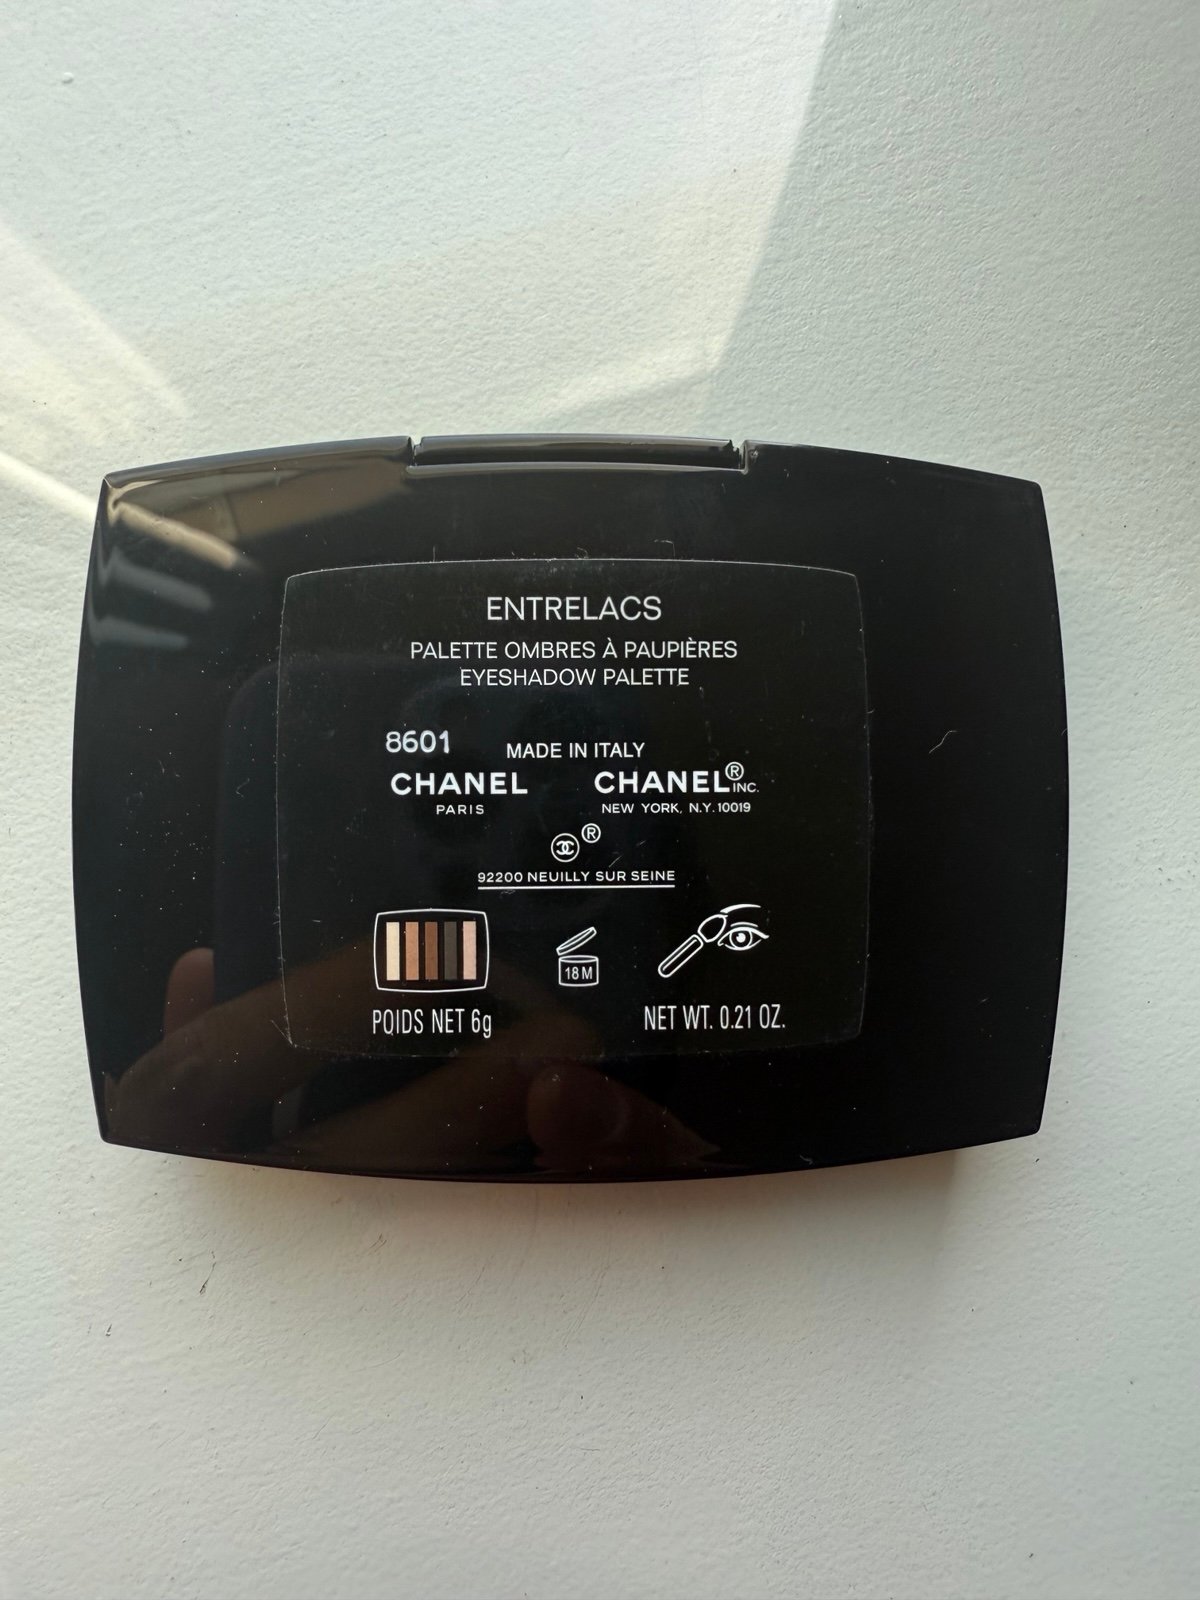 ENTRELACS
PALETTE OMBRES À PAUPIÈRES
EYESHADOW PALETTE
8601 MADE IN ITALY
CHANEL CHANEL® INC.
PARIS NEW YORK, N.Y. 10019
®
92200 NEUILLY SUR SEINE
18 M
POIDS NET 6g NET WT. 0.21 OZ.